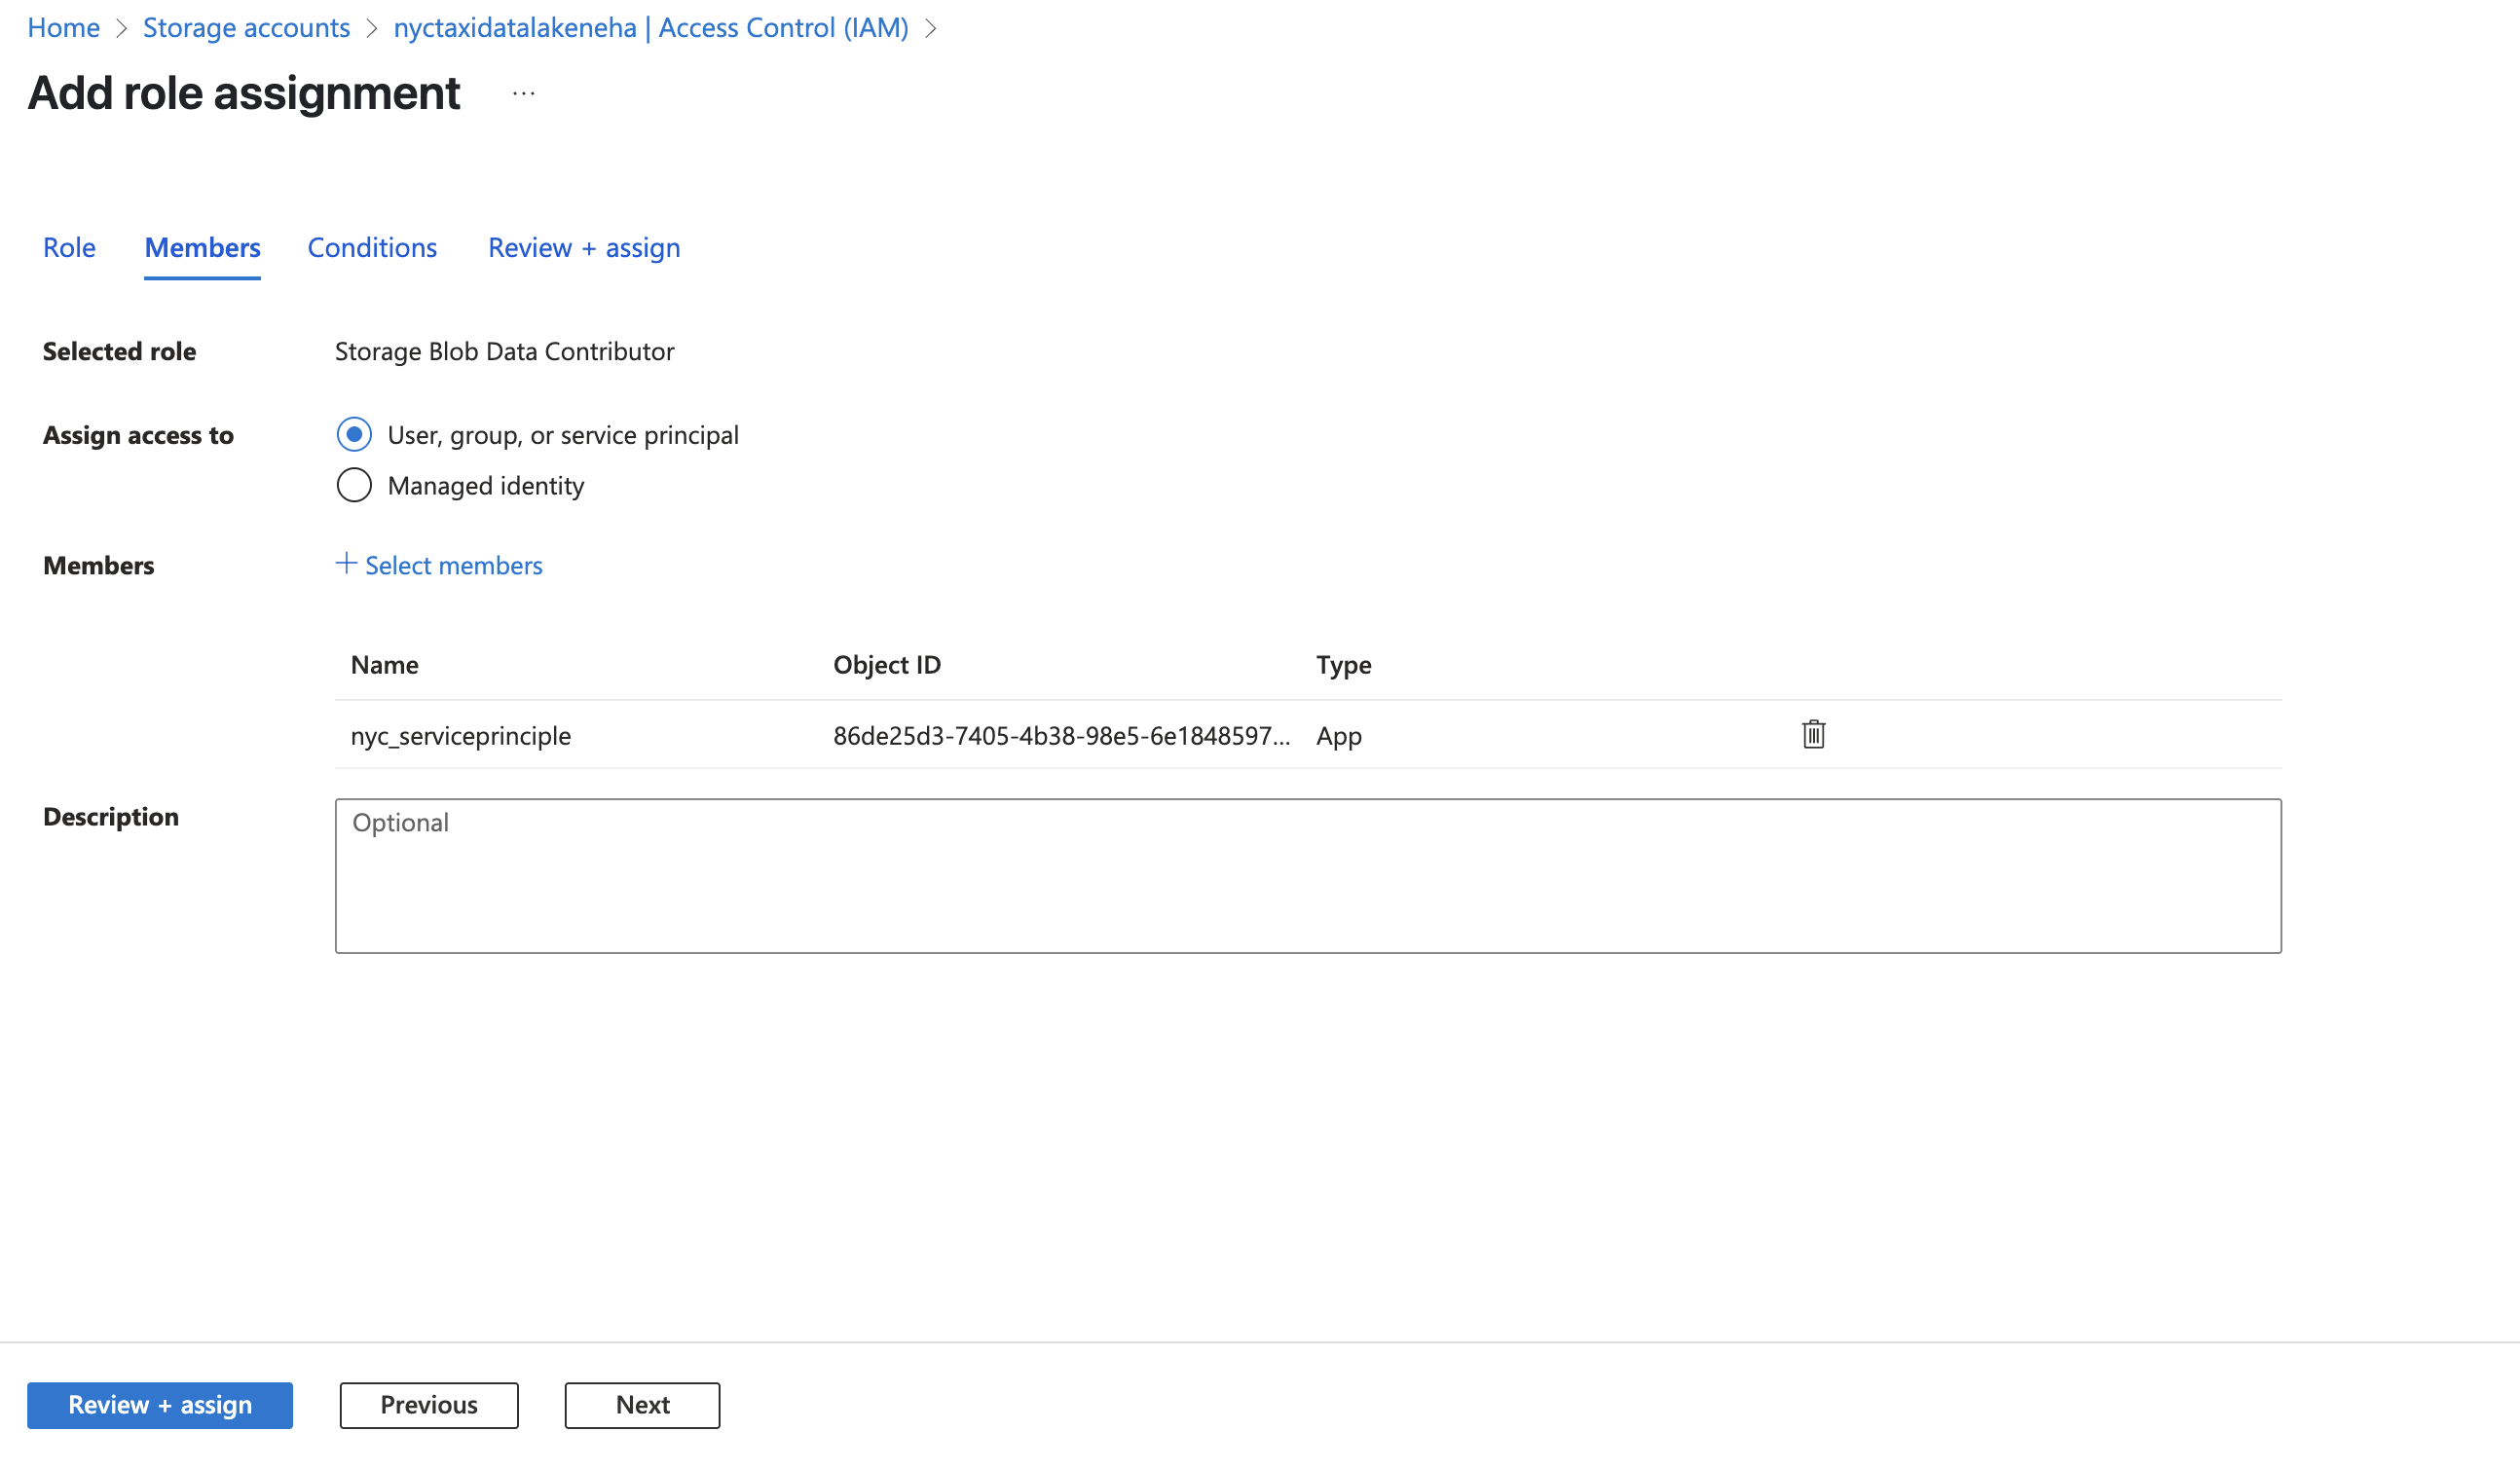 Home > Storage accounts > nyctaxidatalakeneha | Access Control (IAM) >
Add role assignment ...
Role Members Conditions Review + assign
Selected role Storage Blob Data Contributor
Assign access to User, group, or service principal
Managed identity
Members + Select members
Name Object ID Type
nyc_serviceprinciple 86de25d3-7405-4b38-98e5-6e1848597... App
Description Optional
Review + assign Previous Next